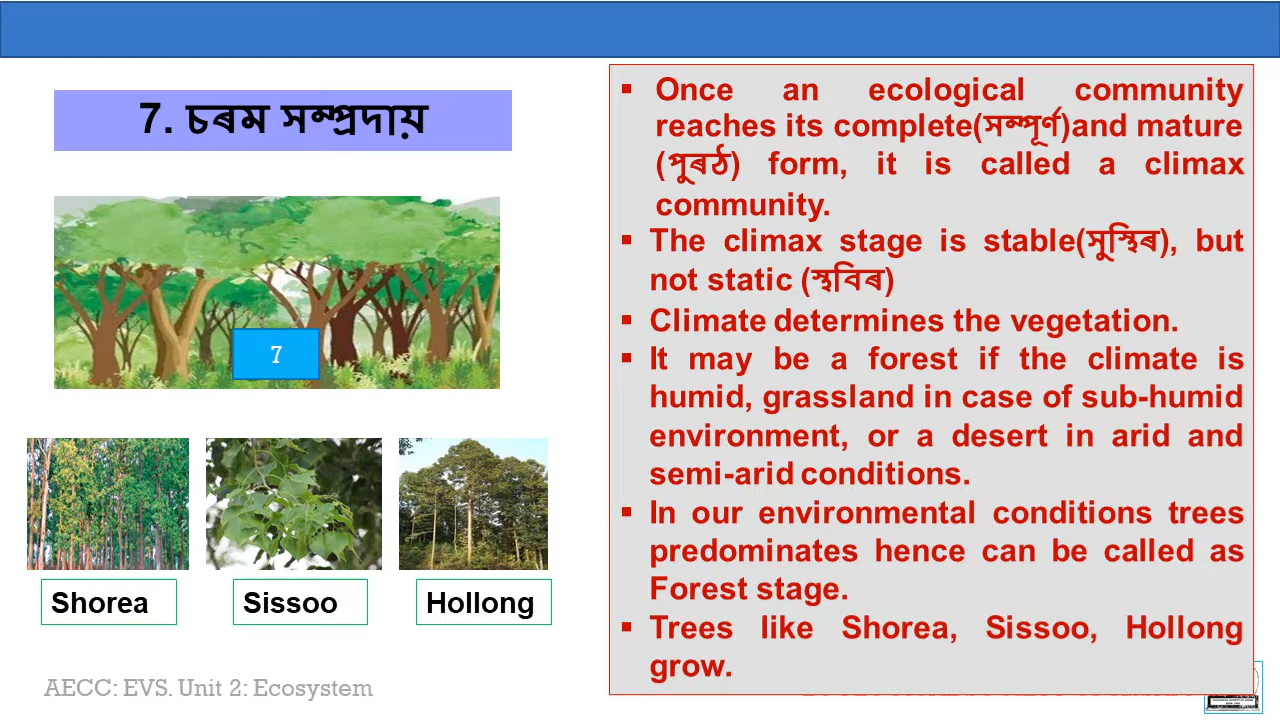 7. চৰম সম্প্ৰদায়
7
Shorea
Sissoo
Hollong
AECC: EVS. Unit 2: Ecosystem
▪ Once an ecological community
reaches its complete(সম্পূৰ্ণ)and mature
(পুৰঠ) form, it is called a climax
community.
▪ The climax stage is stable(সুস্থিৰ), but
not static (স্থবিৰ)
▪ Climate determines the vegetation.
▪ It may be a forest if the climate is
humid, grassland in case of sub-humid
environment, or a desert in arid and
semi-arid conditions.
▪ In our environmental conditions trees
predominates hence can be called as
Forest stage.
▪ Trees like Shorea, Sissoo, Hollong
grow.